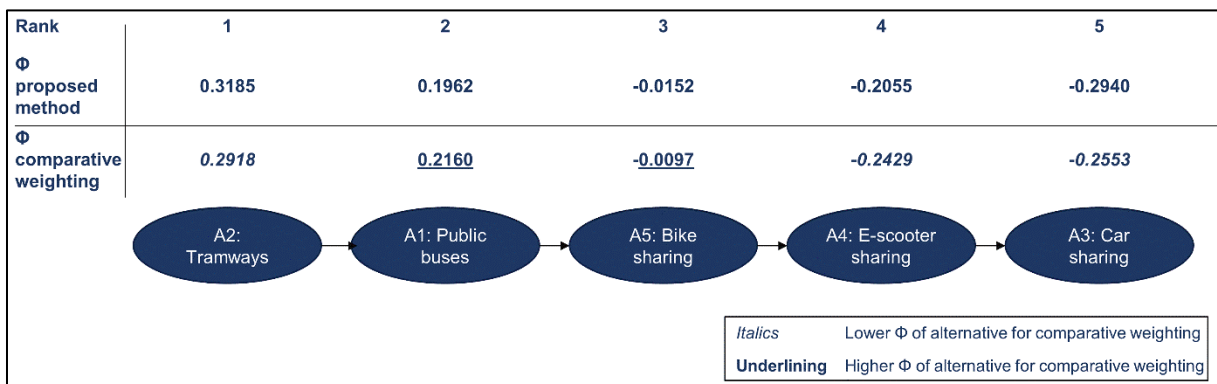 Rank 1 2 3 4 5
Φ
proposed
method
0.3185 0.1962 -0.0152 -0.2055 -0.2940
Φ
comparative
weighting
0.2918 0.2160 -0.0097 -0.2429 -0.2553
A2:
Tramways
A1: Public
buses
A5: Bike
sharing
A4: E-scooter
sharing
A3: Car
sharing
Italics Lower Φ of alternative for comparative weighting
Underlining Higher Φ of alternative for comparative weighting